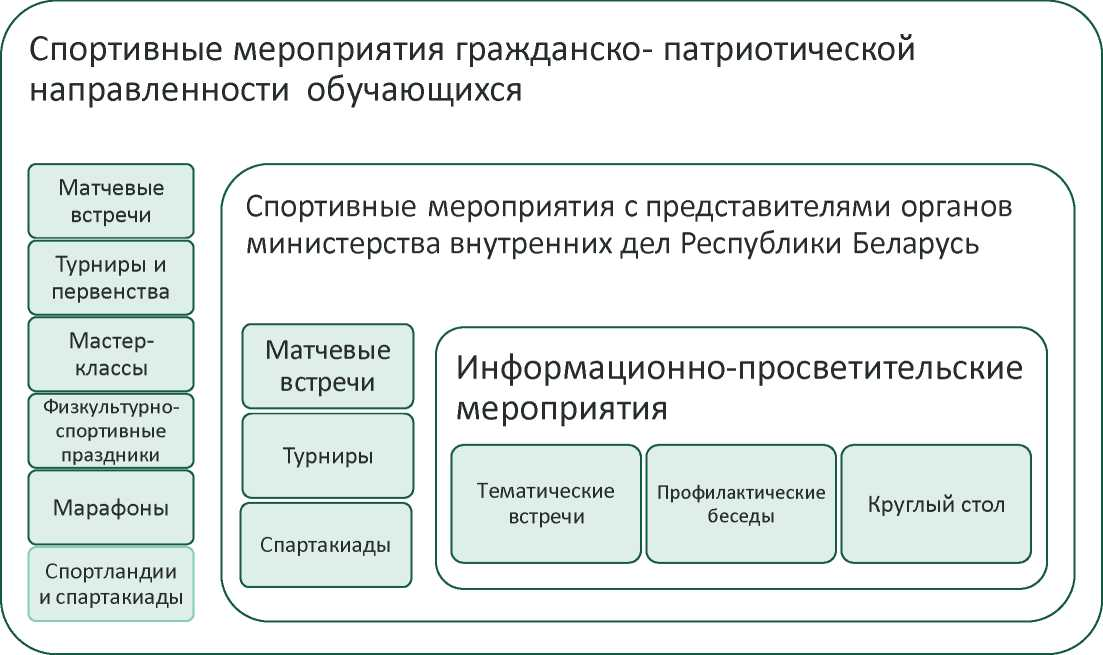 Спортивные мероприятия гражданско- патриотической
направленности обучающихся
Матчевые
встречи
Турниры и
первенства
Мастер-
классы
Физкультурно-
спортивные
праздники
Марафоны
Спортландии
и спартакиады
Спортивные мероприятия с представителями органов
министерства внутренних дел Республики Беларусь
Матчевые
встречи
Турниры
Спартакиады
Информационно-просветительские
мероприятия
Тематические
встречи
Профилактические
беседы
Круглый стол